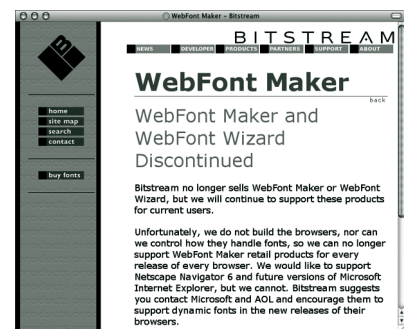 WebFont Maker – Bitstream
BITSTREAM
NEWS DEVELOPER PRODUCTS PARTNERS SUPPORT ABOUT
WebFont Maker
back
home
site map
search
contact
buy fonts
WebFont Maker and
WebFont Wizard
Discontinued
Bitstream no longer sells WebFont Maker or WebFont
Wizard, but we will continue to support these products
for current users.
Unfortunately, we do not build the browsers, nor can
we control how they handle fonts, so we can no longer
support WebFont Maker retail products for every
release of every browser. We would like to support
Netscape Navigator 6 and future versions of Microsoft
Internet Explorer, but we cannot. Bitstream suggests
you contact Microsoft and AOL and encourage them to
support dynamic fonts in the new releases of their
browsers.